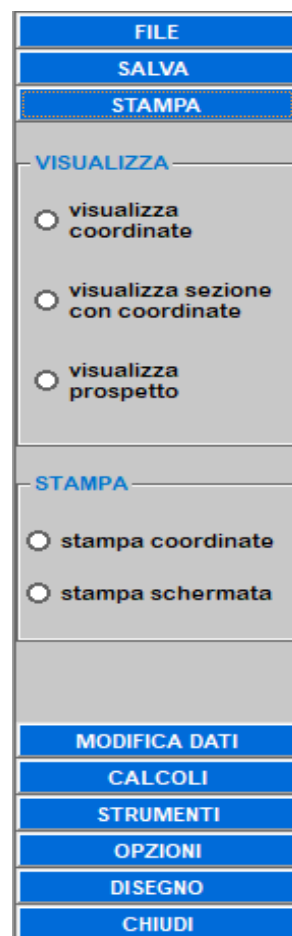 FILE
SALVA
STAMPA
VISUALIZZA
visualizza
coordinate
visualizza sezione
con coordinate
visualizza
prospetto
STAMPA
stampa coordinate
stampa schermata
MODIFICA DATI
CALCOLI
STRUMENTI
OPZIONI
DISEGNO
CHIUDI